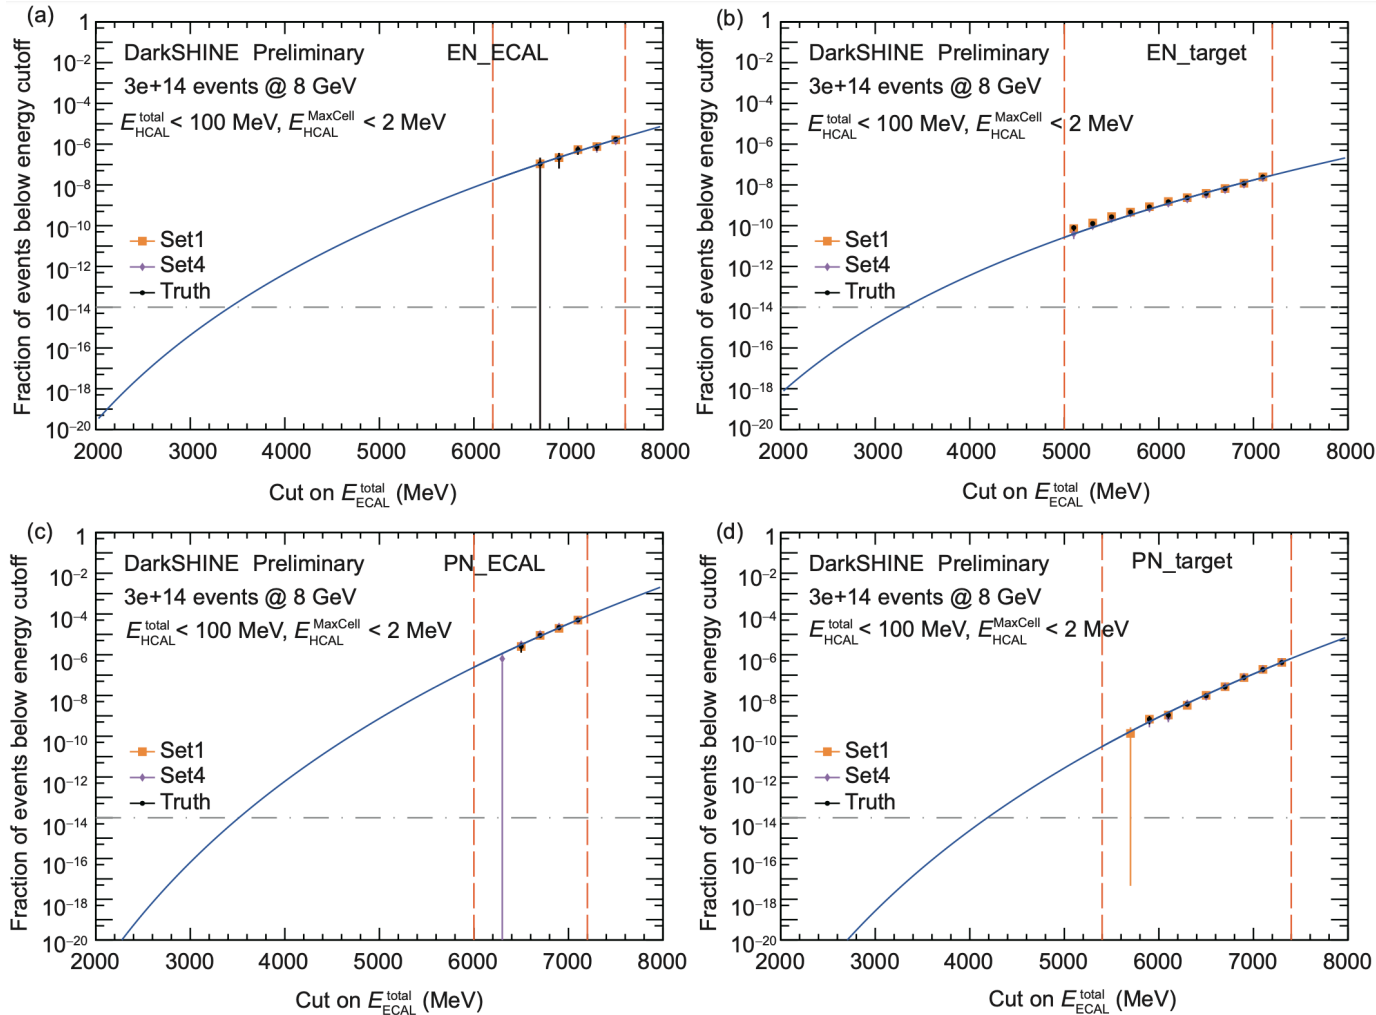 (a)
DarkSHINE Preliminary EN_ECAL
3e+14 events @ 8 GeV
E_HCAL^total < 100 MeV, E_HCAL^MaxCell < 2 MeV
Set1
Set4
Truth
Fraction of events below energy cutoff
1
10⁻²
10⁻⁴
10⁻⁶
10⁻⁸
10⁻¹⁰
10⁻¹²
10⁻¹⁴
10⁻¹⁶
10⁻¹⁸
10⁻²⁰
2000 3000 4000 5000 6000 7000 8000
Cut on E_ECAL^total (MeV)
(b)
DarkSHINE Preliminary EN_target
3e+14 events @ 8 GeV
E_HCAL^total < 100 MeV, E_HCAL^MaxCell < 2 MeV
Set1
Set4
Truth
Fraction of events below energy cutoff
1
10⁻²
10⁻⁴
10⁻⁶
10⁻⁸
10⁻¹⁰
10⁻¹²
10⁻¹⁴
10⁻¹⁶
10⁻¹⁸
10⁻²⁰
2000 3000 4000 5000 6000 7000 8000
Cut on E_ECAL^total (MeV)
(c)
DarkSHINE Preliminary PN_ECAL
3e+14 events @ 8 GeV
E_HCAL^total < 100 MeV, E_HCAL^MaxCell < 2 MeV
Set1
Set4
Truth
Fraction of events below energy cutoff
1
10⁻²
10⁻⁴
10⁻⁶
10⁻⁸
10⁻¹⁰
10⁻¹²
10⁻¹⁴
10⁻¹⁶
10⁻¹⁸
10⁻²⁰
2000 3000 4000 5000 6000 7000 8000
Cut on E_ECAL^total (MeV)
(d)
DarkSHINE Preliminary PN_target
3e+14 events @ 8 GeV
E_HCAL^total < 100 MeV, E_HCAL^MaxCell < 2 MeV
Set1
Set4
Truth
Fraction of events below energy cutoff
1
10⁻²
10⁻⁴
10⁻⁶
10⁻⁸
10⁻¹⁰
10⁻¹²
10⁻¹⁴
10⁻¹⁶
10⁻¹⁸
10⁻²⁰
2000 3000 4000 5000 6000 7000 8000
Cut on E_ECAL^total (MeV)